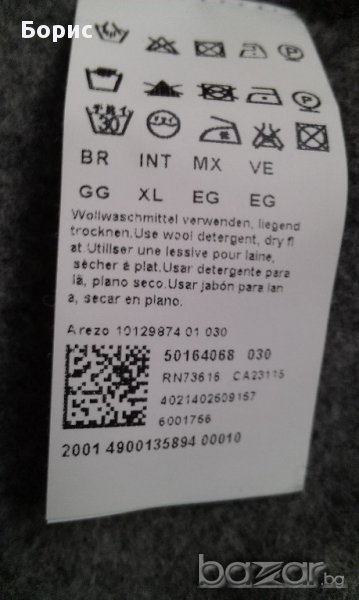 Борис
30
BR INT MX VE
GG XL EG EG
Wollwaschmittel verwenden, liegend
trocknen.Use wool detergent, dry fl
at.Utiliser une lessive pour laine,
sécher à plat.Usar detergente para
lã, plano seco.Usar jabón para lan
a, secar en plano.
Arezo 10129874 01 030
50164068 030
RN73616 CA23115
4021402609157
6001766
2001 4900135894 00010
bazar.bg